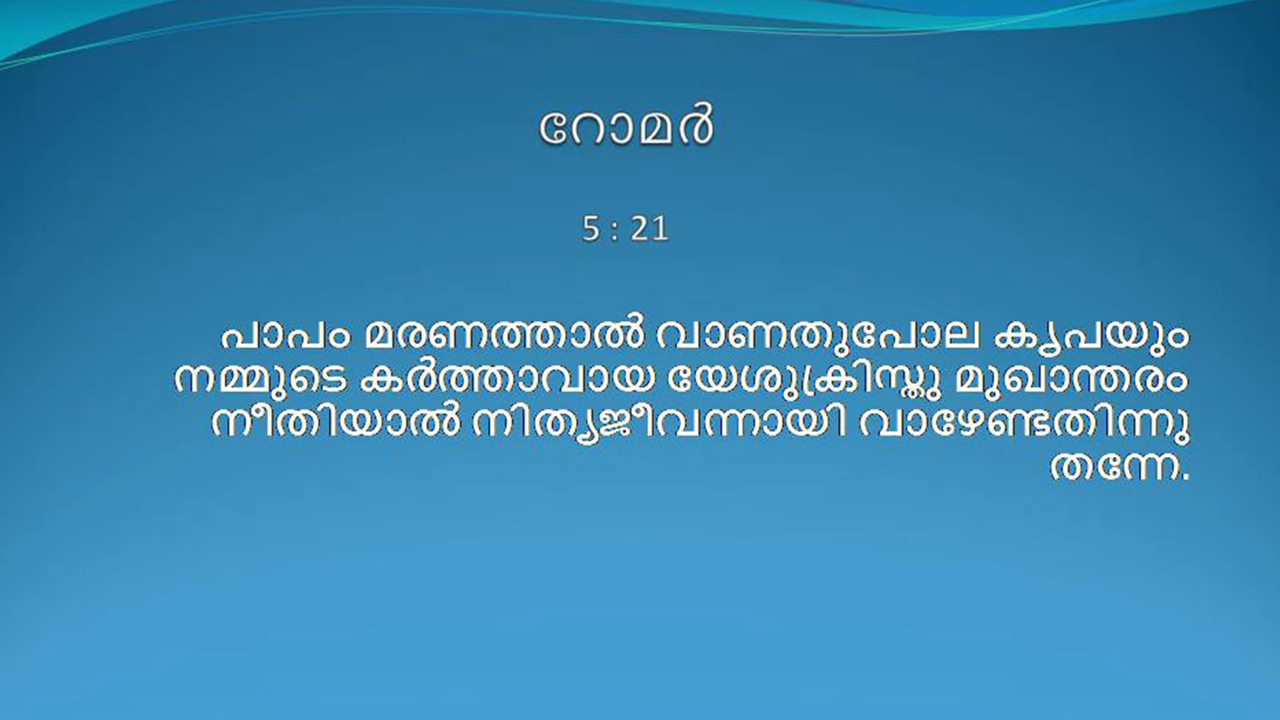 റോമർ
5 : 21
പാപം മരണത്താൽ വാണതുപോല കൃപയും
നമ്മുടെ കർത്താവായ യേശുക്രിസ്തു മുഖാന്തരം
നീതിയാൽ നിത്യജീവന്നായി വാഴേണ്ടതിന്നു
തന്നേ.